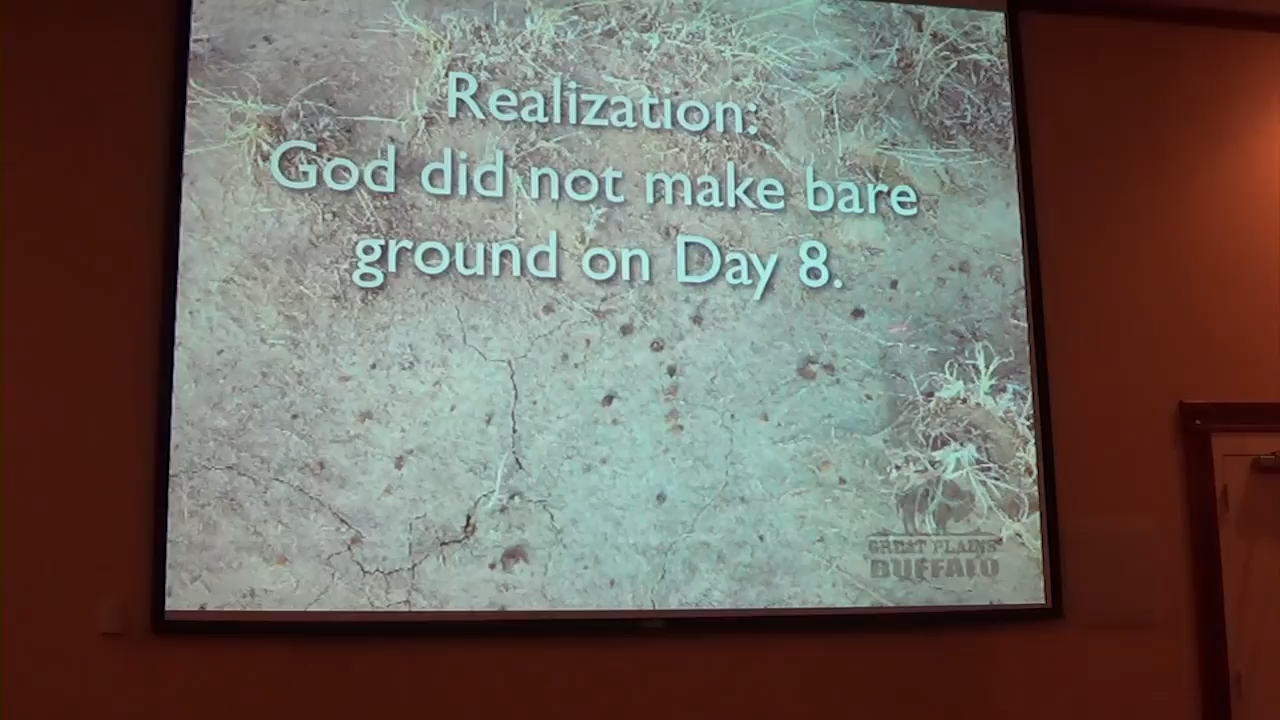 Realization:
God did not make bare
ground on Day 8.
GREAT PLAINS
BUFFALO